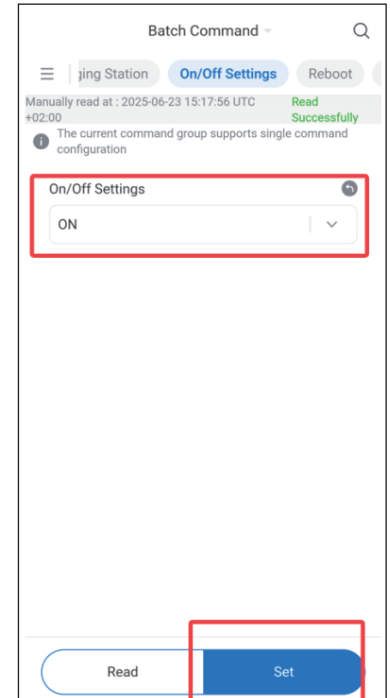 Batch Command
ging Station On/Off Settings Reboot
Manually read at : 2025-06-23 15:17:56 UTC Read
+02:00 Successfully
The current command group supports single command
configuration
On/Off Settings
ON
Read Set